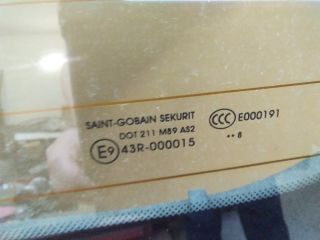 SAINT-GOBAIN SEKURIT
DOT 211 M89 AS2
E9 43R-000015
CCC E000191
•• 8